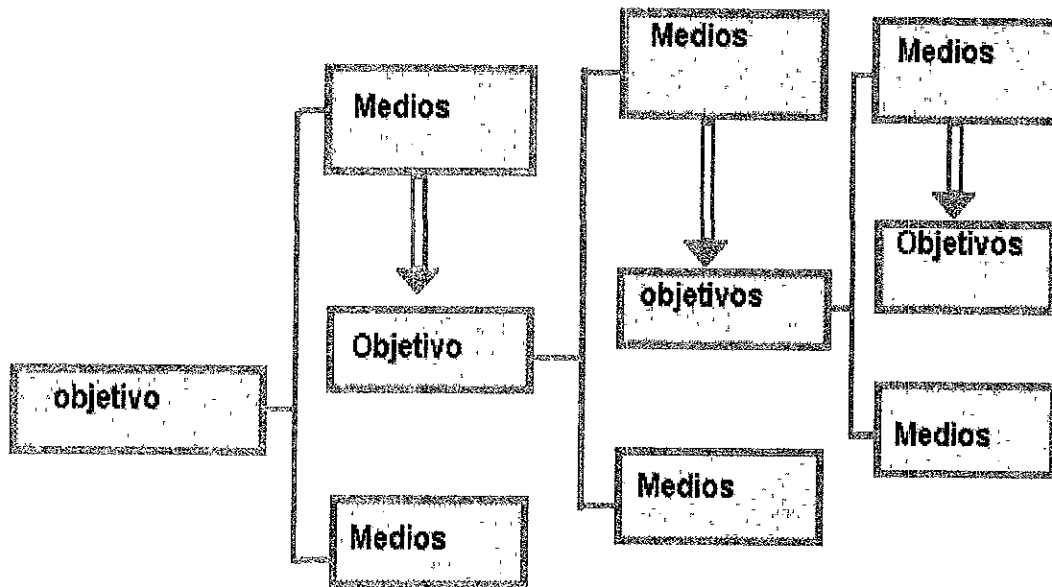 objetivo
Medios
Objetivo
Medios
Medios
objetivos
Medios
Medios
Objetivos
Medios